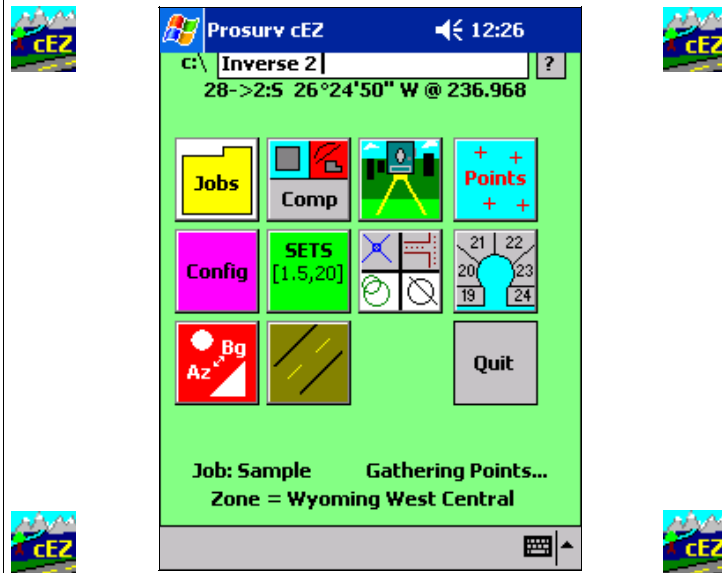 cEZ
Prosurv cEZ 12:26
cEZ
c:\ Inverse 2 ?
28->2:S 26°24'50" W @ 236.968
Jobs
Comp
+ +
Points
+ +
Config
SETS
[1.5,20]
21 22
20 23
19 24
Bg
Az
Quit
Job: Sample Gathering Points...
Zone = Wyoming West Central
cEZ
cEZ